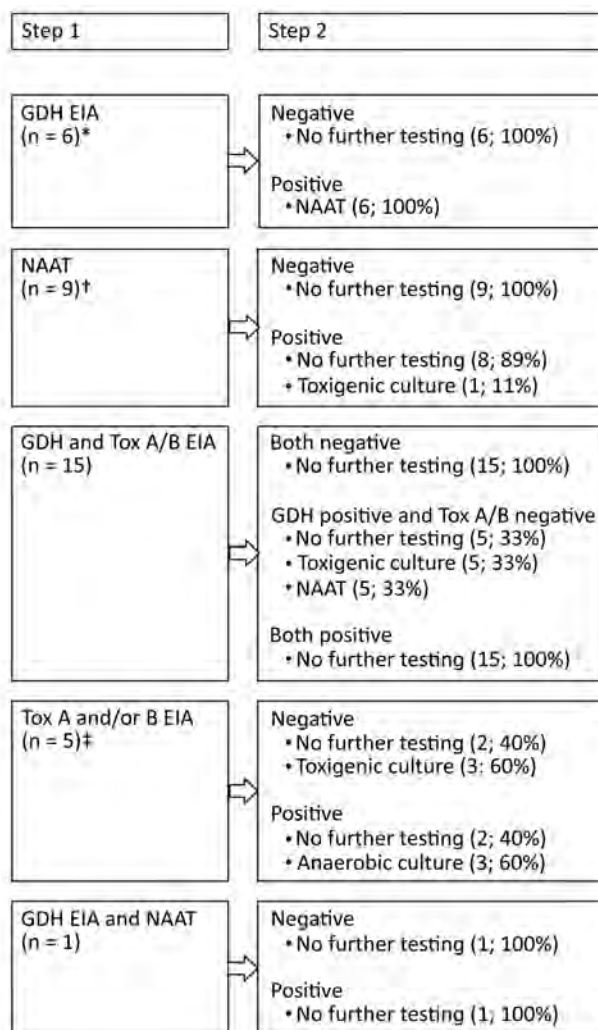 Step 1
Step 2
GDH EIA
(n = 6)*
Negative
• No further testing (6; 100%)
Positive
• NAAT (6; 100%)
NAAT
(n = 9)†
Negative
• No further testing (9; 100%)
Positive
• No further testing (8; 89%)
• Toxigenic culture (1; 11%)
GDH and Tox A/B EIA
(n = 15)
Both negative
• No further testing (15; 100%)
GDH positive and Tox A/B negative
• No further testing (5; 33%)
• Toxigenic culture (5; 33%)
• NAAT (5; 33%)
Both positive
• No further testing (15; 100%)
Tox A and/or B EIA
(n = 5)‡
Negative
• No further testing (2; 40%)
• Toxigenic culture (3: 60%)
Positive
• No further testing (2; 40%)
• Anaerobic culture (3; 60%)
GDH EIA and NAAT
(n = 1)
Negative
• No further testing (1; 100%)
Positive
• No further testing (1; 100%)